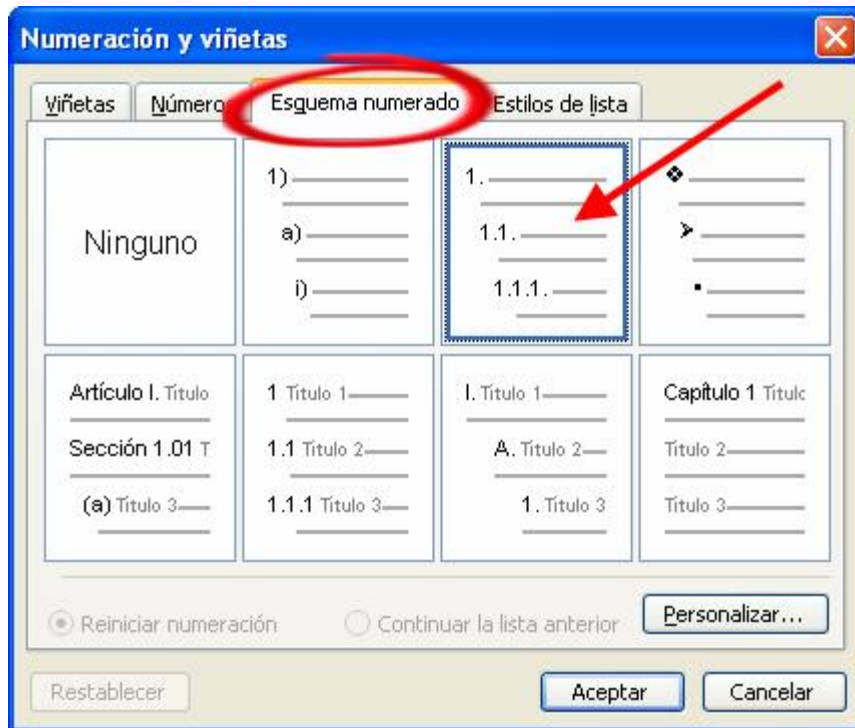 Numeración y viñetas
Viñetas
Número
Esquema numerado
Estilos de lista
Ninguno
1)
a)
i)
1.
1.1.
1.1.1.
Artículo I. Título
Sección 1.01 T
(a) Título 3
1 Título 1
1.1 Título 2
1.1.1 Título 3
I. Título 1
A. Título 2
1. Título 3
Capítulo 1 Título
Título 2
Título 3
Reiniciar numeración
Continuar la lista anterior
Personalizar...
Restablecer
Aceptar
Cancelar